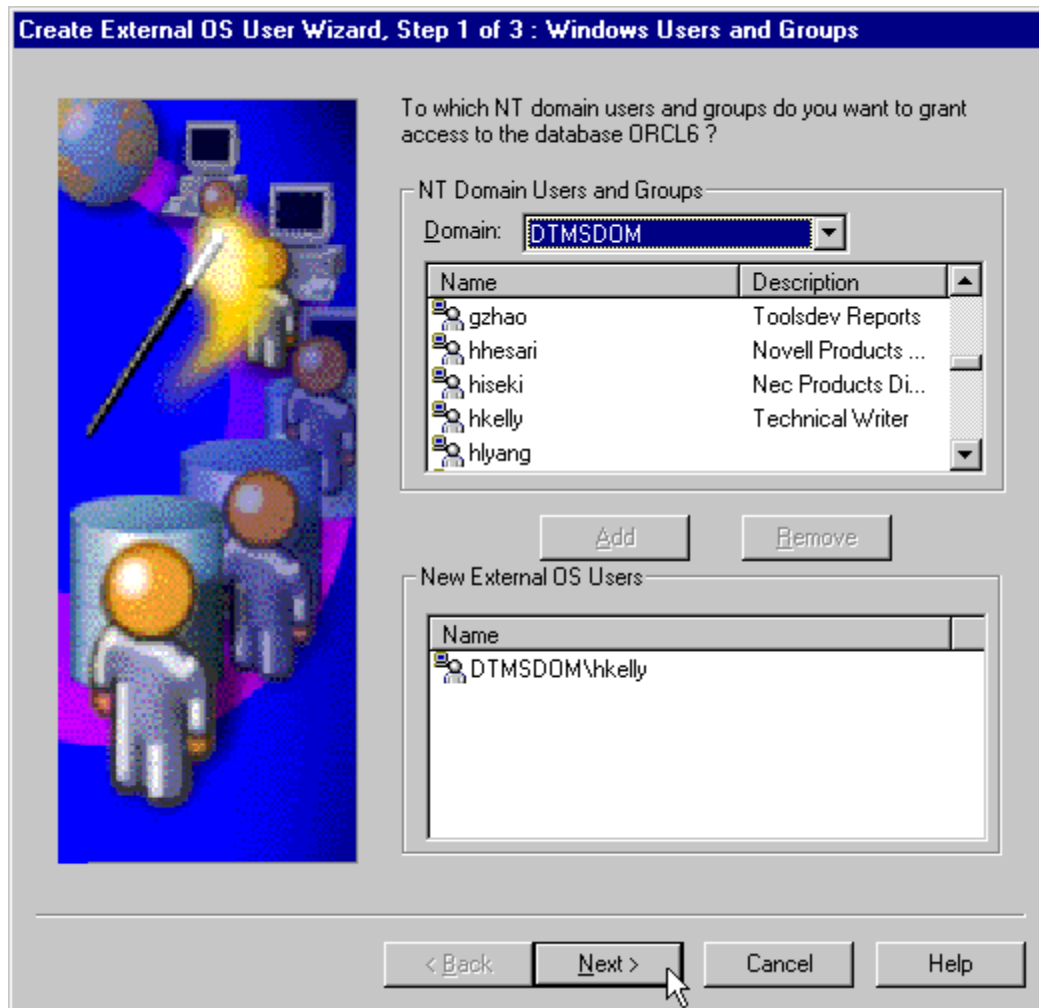 Create External OS User Wizard, Step 1 of 3 : Windows Users and Groups
To which NT domain users and groups do you want to grant
access to the database ORCL6 ?
NT Domain Users and Groups
Domain: DTMSDOM
Name Description
gzhao Toolsdev Reports
hhesari Novell Products ...
hiseki Nec Products Di...
hkelly Technical Writer
hlyang
Add Remove
New External OS Users
Name
DTMSDOM\hkelly
< Back Next > Cancel Help